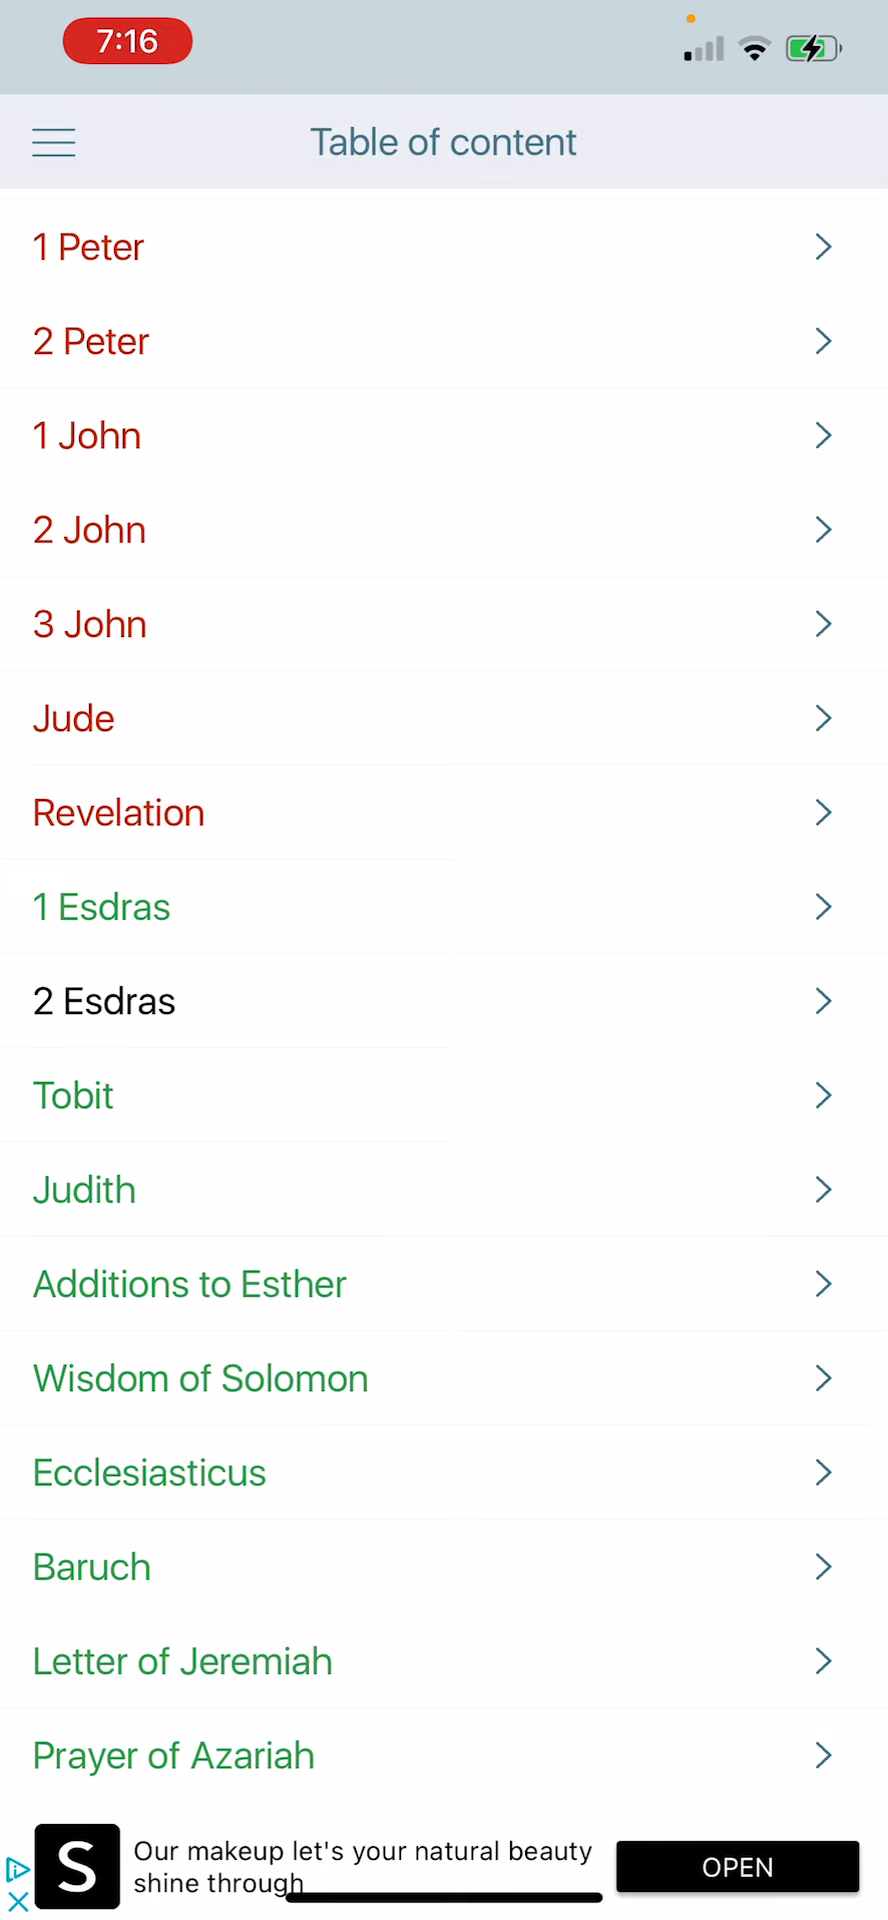 7:16
Table of content
1 Peter
2 Peter
1 John
2 John
3 John
Jude
Revelation
1 Esdras
2 Esdras
Tobit
Judith
Additions to Esther
Wisdom of Solomon
Ecclesiasticus
Baruch
Letter of Jeremiah
Prayer of Azariah
S
Our makeup let's your natural beauty
shine through
OPEN